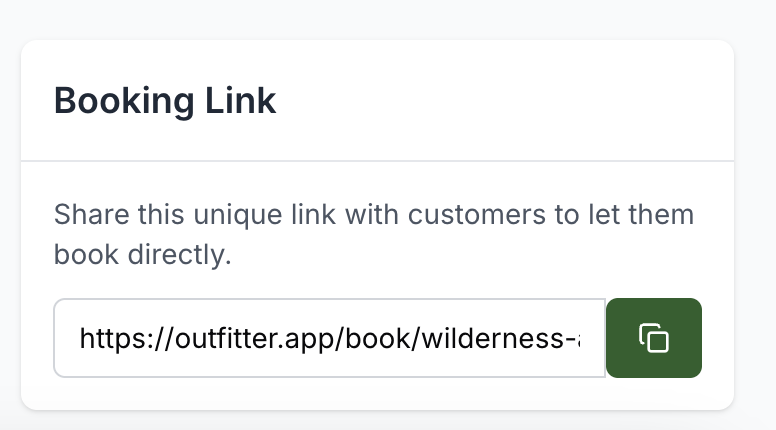 Booking Link
Share this unique link with customers to let them
book directly.
https://outfitter.app/book/wilderness-